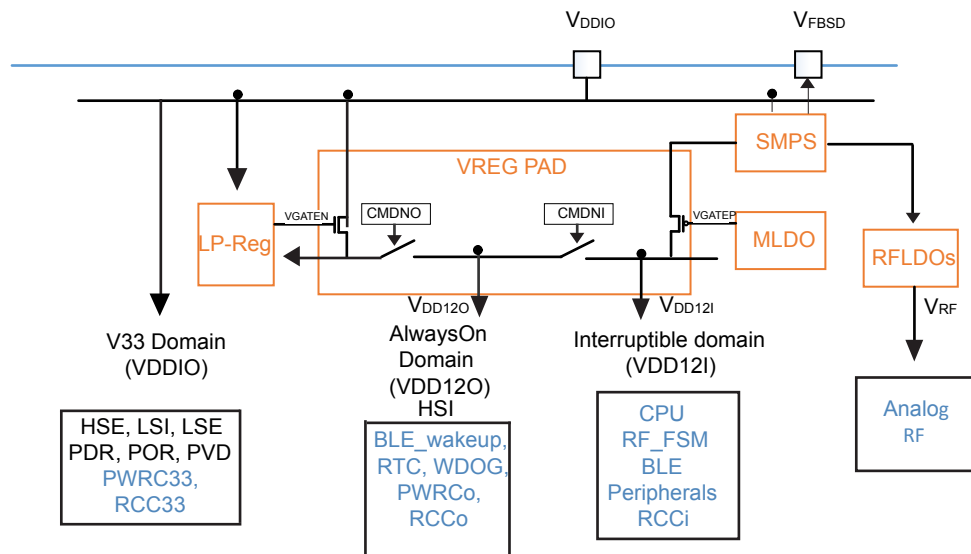 VDDIO
VFBSD
SMPS
VREG PAD
CMDNO
CMDNI
VGATEN
VGATEP
LP-Reg
MLDO
RFLDOs
VDD12O
VDD12I
VRF
V33 Domain
(VDDIO)
AlwaysOn
Domain
(VDD12O)
HSI
Interruptible domain
(VDD12I)
HSE, LSI, LSE
PDR, POR, PVD
PWRC33,
RCC33
BLE_wakeup,
RTC, WDOG,
PWRCo,
RCCo
CPU
RF_FSM
BLE
Peripherals
RCCi
Analog
RF